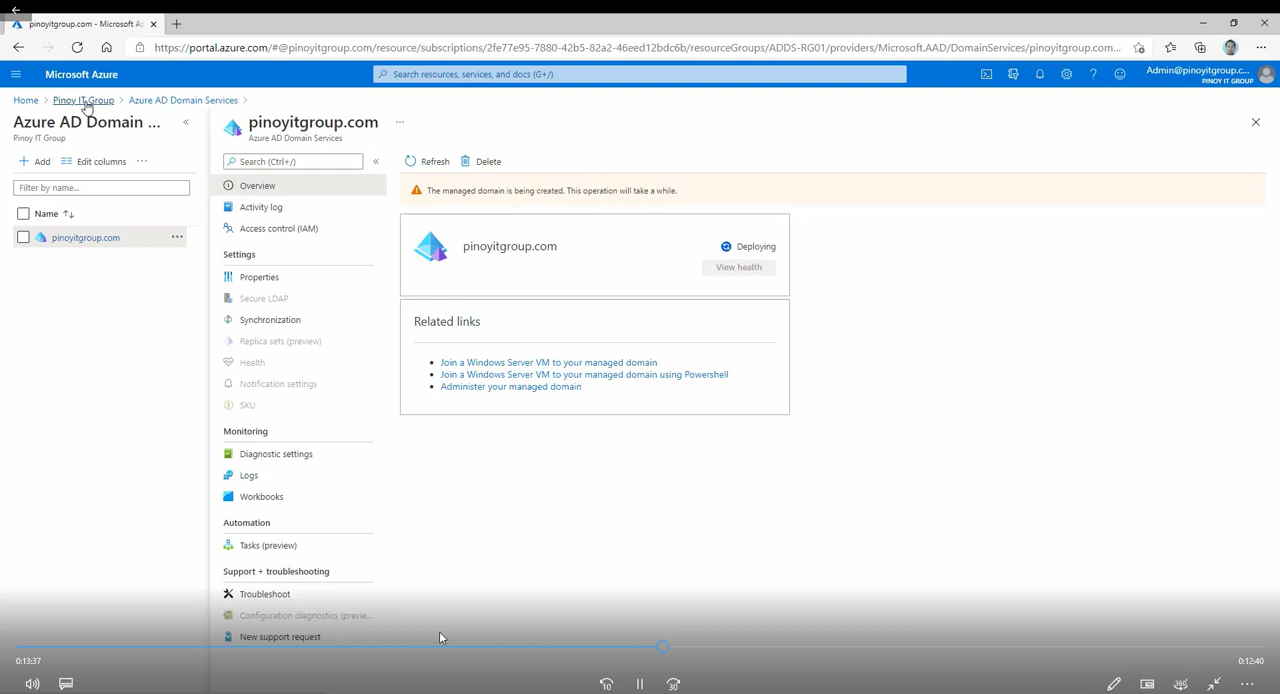 pinoyitgroup.com - Microsoft Az
https://portal.azure.com/#@pinoyitgroup.com/resource/subscriptions/2fe77e95-7880-42b5-82a2-46eed12bdc6b/resourceGroups/ADDS-RG01/providers/Microsoft.AAD/DomainServices/pinoyitgroup.com...
Microsoft Azure
Search resources, services, and docs (G+/)
Admin@pinoyitgroup.c...
PINOY IT GROUP
Home > Pinoy IT Group > Azure AD Domain Services >
Azure AD Domain ... «
Pinoy IT Group
+ Add Edit columns ...
Filter by name...
Name ↑↓
pinoyitgroup.com ...
pinoyitgroup.com ...
Azure AD Domain Services
Search (Ctrl+/) «
Overview
Activity log
Access control (IAM)
Settings
Properties
Secure LDAP
Synchronization
Replica sets (preview)
Health
Notification settings
SKU
Monitoring
Diagnostic settings
Logs
Workbooks
Automation
Tasks (preview)
Support + troubleshooting
Troubleshoot
Configuration diagnostics (previe...
New support request
Refresh Delete
The managed domain is being created. This operation will take a while.
pinoyitgroup.com Deploying
View health
Related links
Join a Windows Server VM to your managed domain
Join a Windows Server VM to your managed domain using Powershell
Administer your managed domain
0:13:37 0:12:40
10 30
360